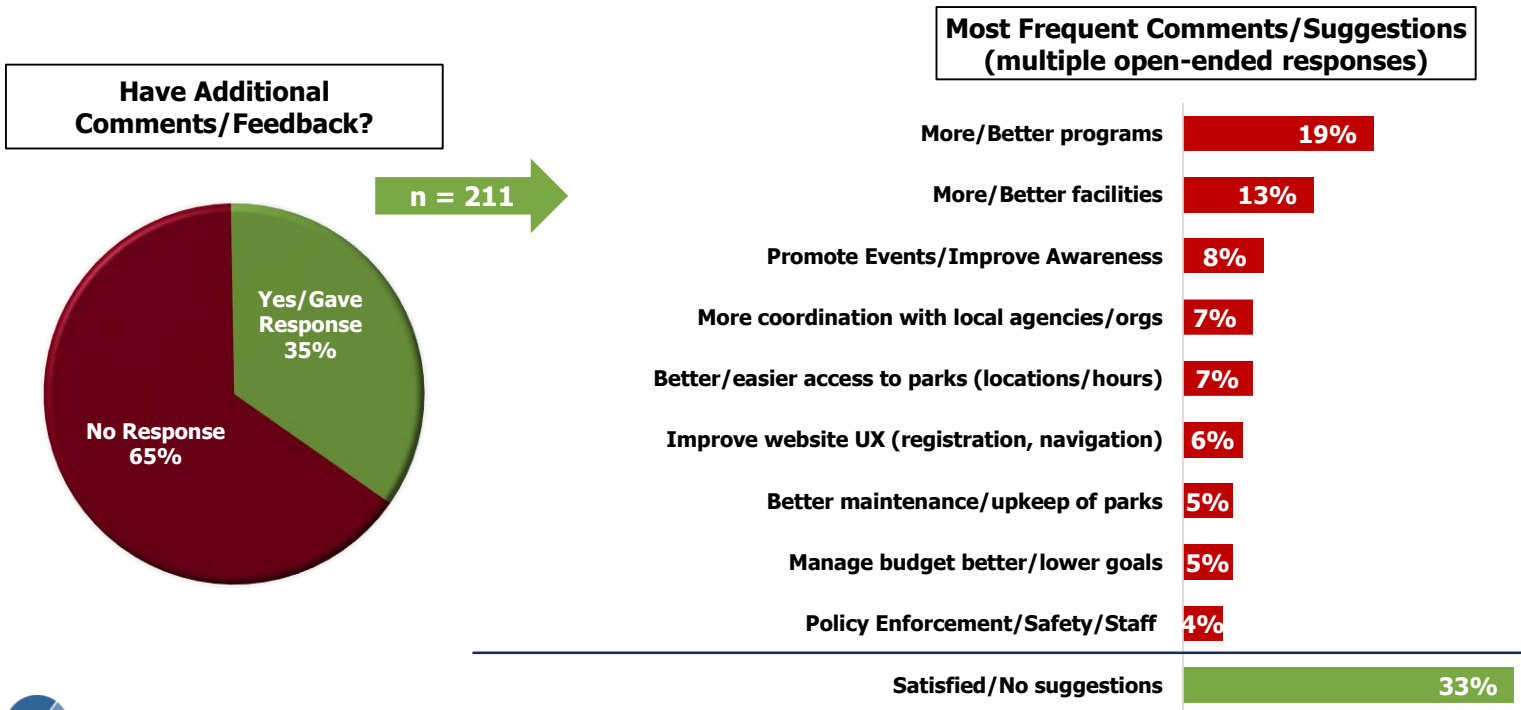 Most Frequent Comments/Suggestions
(multiple open-ended responses)
Have Additional
Comments/Feedback?
n = 211
Yes/Gave
Response
35%
No Response
65%
More/Better programs 19%
More/Better facilities 13%
Promote Events/Improve Awareness 8%
More coordination with local agencies/orgs 7%
Better/easier access to parks (locations/hours) 7%
Improve website UX (registration, navigation) 6%
Better maintenance/upkeep of parks 5%
Manage budget better/lower goals 5%
Policy Enforcement/Safety/Staff 4%
Satisfied/No suggestions 33%